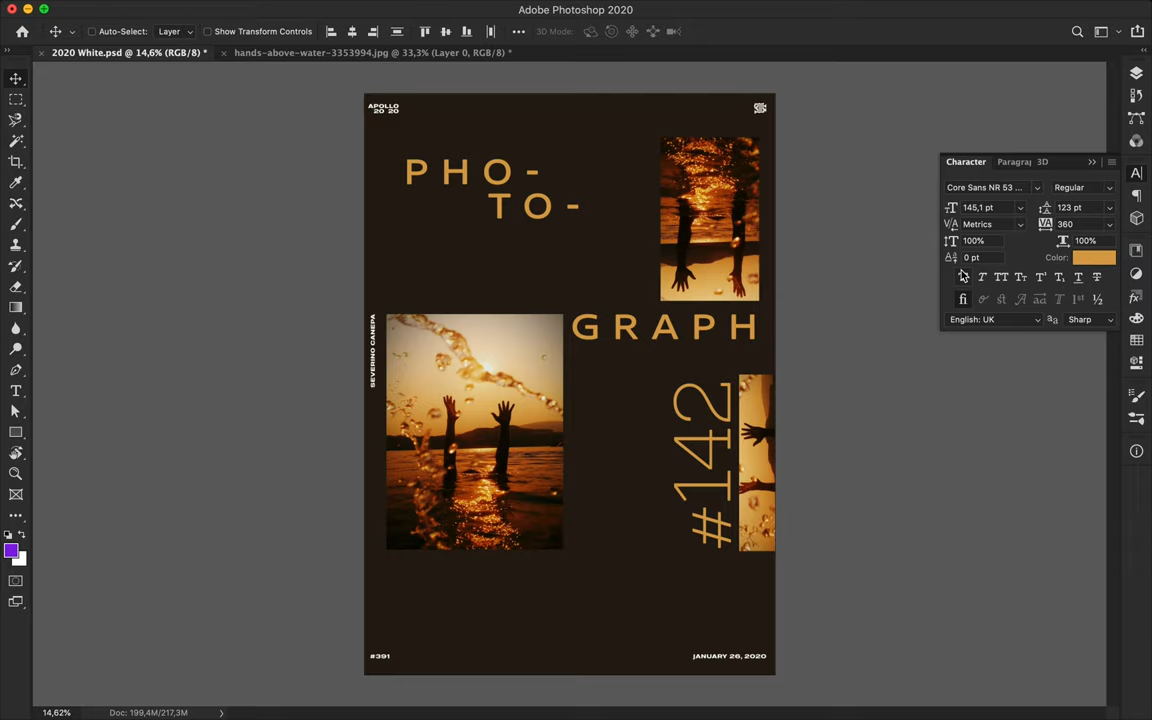 Adobe Photoshop 2020
Auto-Select: Layer Show Transform Controls 3D Mode:
2020 White.psd @ 14,6% (RGB/8) * hands-above-water-3353994.jpg @ 33,3% (Layer 0, RGB/8) *
APOLLO
20 20
PHO-
TO-
GRAPH
SEVERINO CANEPA
#142
#391 JANUARY 26, 2020
Character Paragrap 3D
Core Sans NR 53 ... Regular
145,1 pt 123 pt
Metrics 360
100% 100%
0 pt Color:
English: UK Sharp
14,62% Doc: 199,4M/217,3M